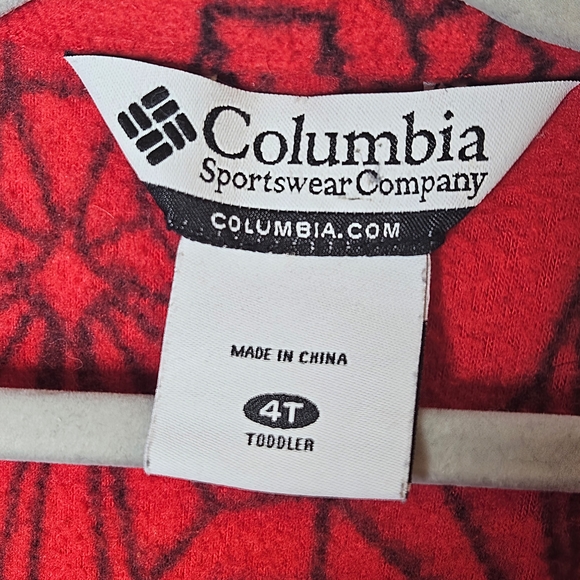 Columbia
Sportswear Company
COLUMBIA.COM
MADE IN CHINA
4T
TODDLER